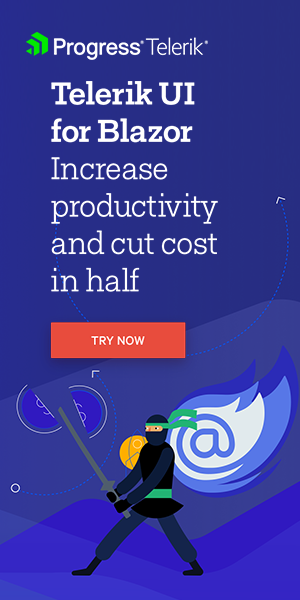 Progress® Telerik®
Telerik UI
for Blazor
Increase
productivity
and cut cost
in half
TRY NOW
@